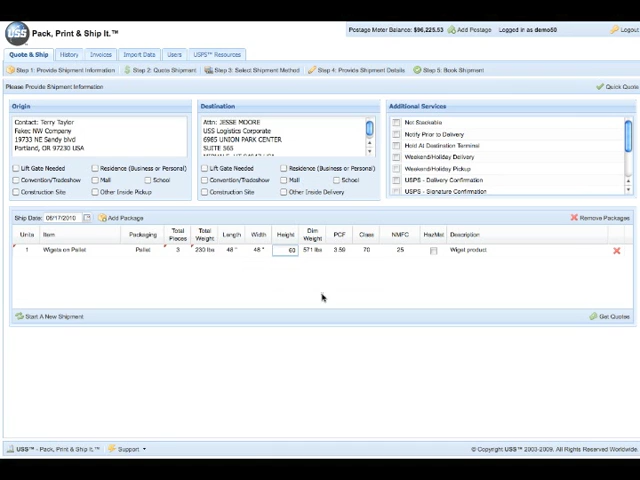 USS Pack, Print & Ship It.™
Postage Meter Balance: $96,225.53 Add Postage Logged in as demo50 Logout
Quote & Ship History Invoices Import Data Users USPS™ Resources
Step 1: Provide Shipment Information Step 2: Quote Shipment Step 3: Select Shipment Method Step 4: Provide Shipment Details Step 5: Book Shipment
Please Provide Shipment Information Quick Quote
Origin
Contact: Terry Taylor
Fake: NW Company
19733 NE Sandy blvd
Portland, OR 97230 USA
Lift Gate Needed Residence (Business or Personal)
Convention/Tradeshow Mall School
Construction Site Other Inside Pickup
Destination
Attn: JESSE MOORE
USS Logistics Corporate
6985 UNION PARK CENTER
SUITE 565
Lift Gate Needed Residence (Business or Personal)
Convention/Tradeshow Mall School
Construction Site Other Inside Delivery
Additional Services
Not Stackable
Notify Prior to Delivery
Hold At Destination Terminal
Weekend/Holiday Delivery
Weekend/Holiday Pickup
USPS - Delivery Confirmation
USPS - Signature Confirmation
Ship Date: 06/17/2010 Add Package Remove Packages
Units Item Packaging Total Pieces Total Weight Length Width Height Dim Weight PCF Class NMFC HazMat Description
1 Wigets on Pallet Pallet 3 230 lbs 48 " 48 " 60 571 lbs 3.59 70 25 Wiget product
Start A New Shipment Get Quotes
USS™ - Pack, Print & Ship It.™ Support © Copyright USS™ 2003-2009. All Rights Reserved Worldwide.